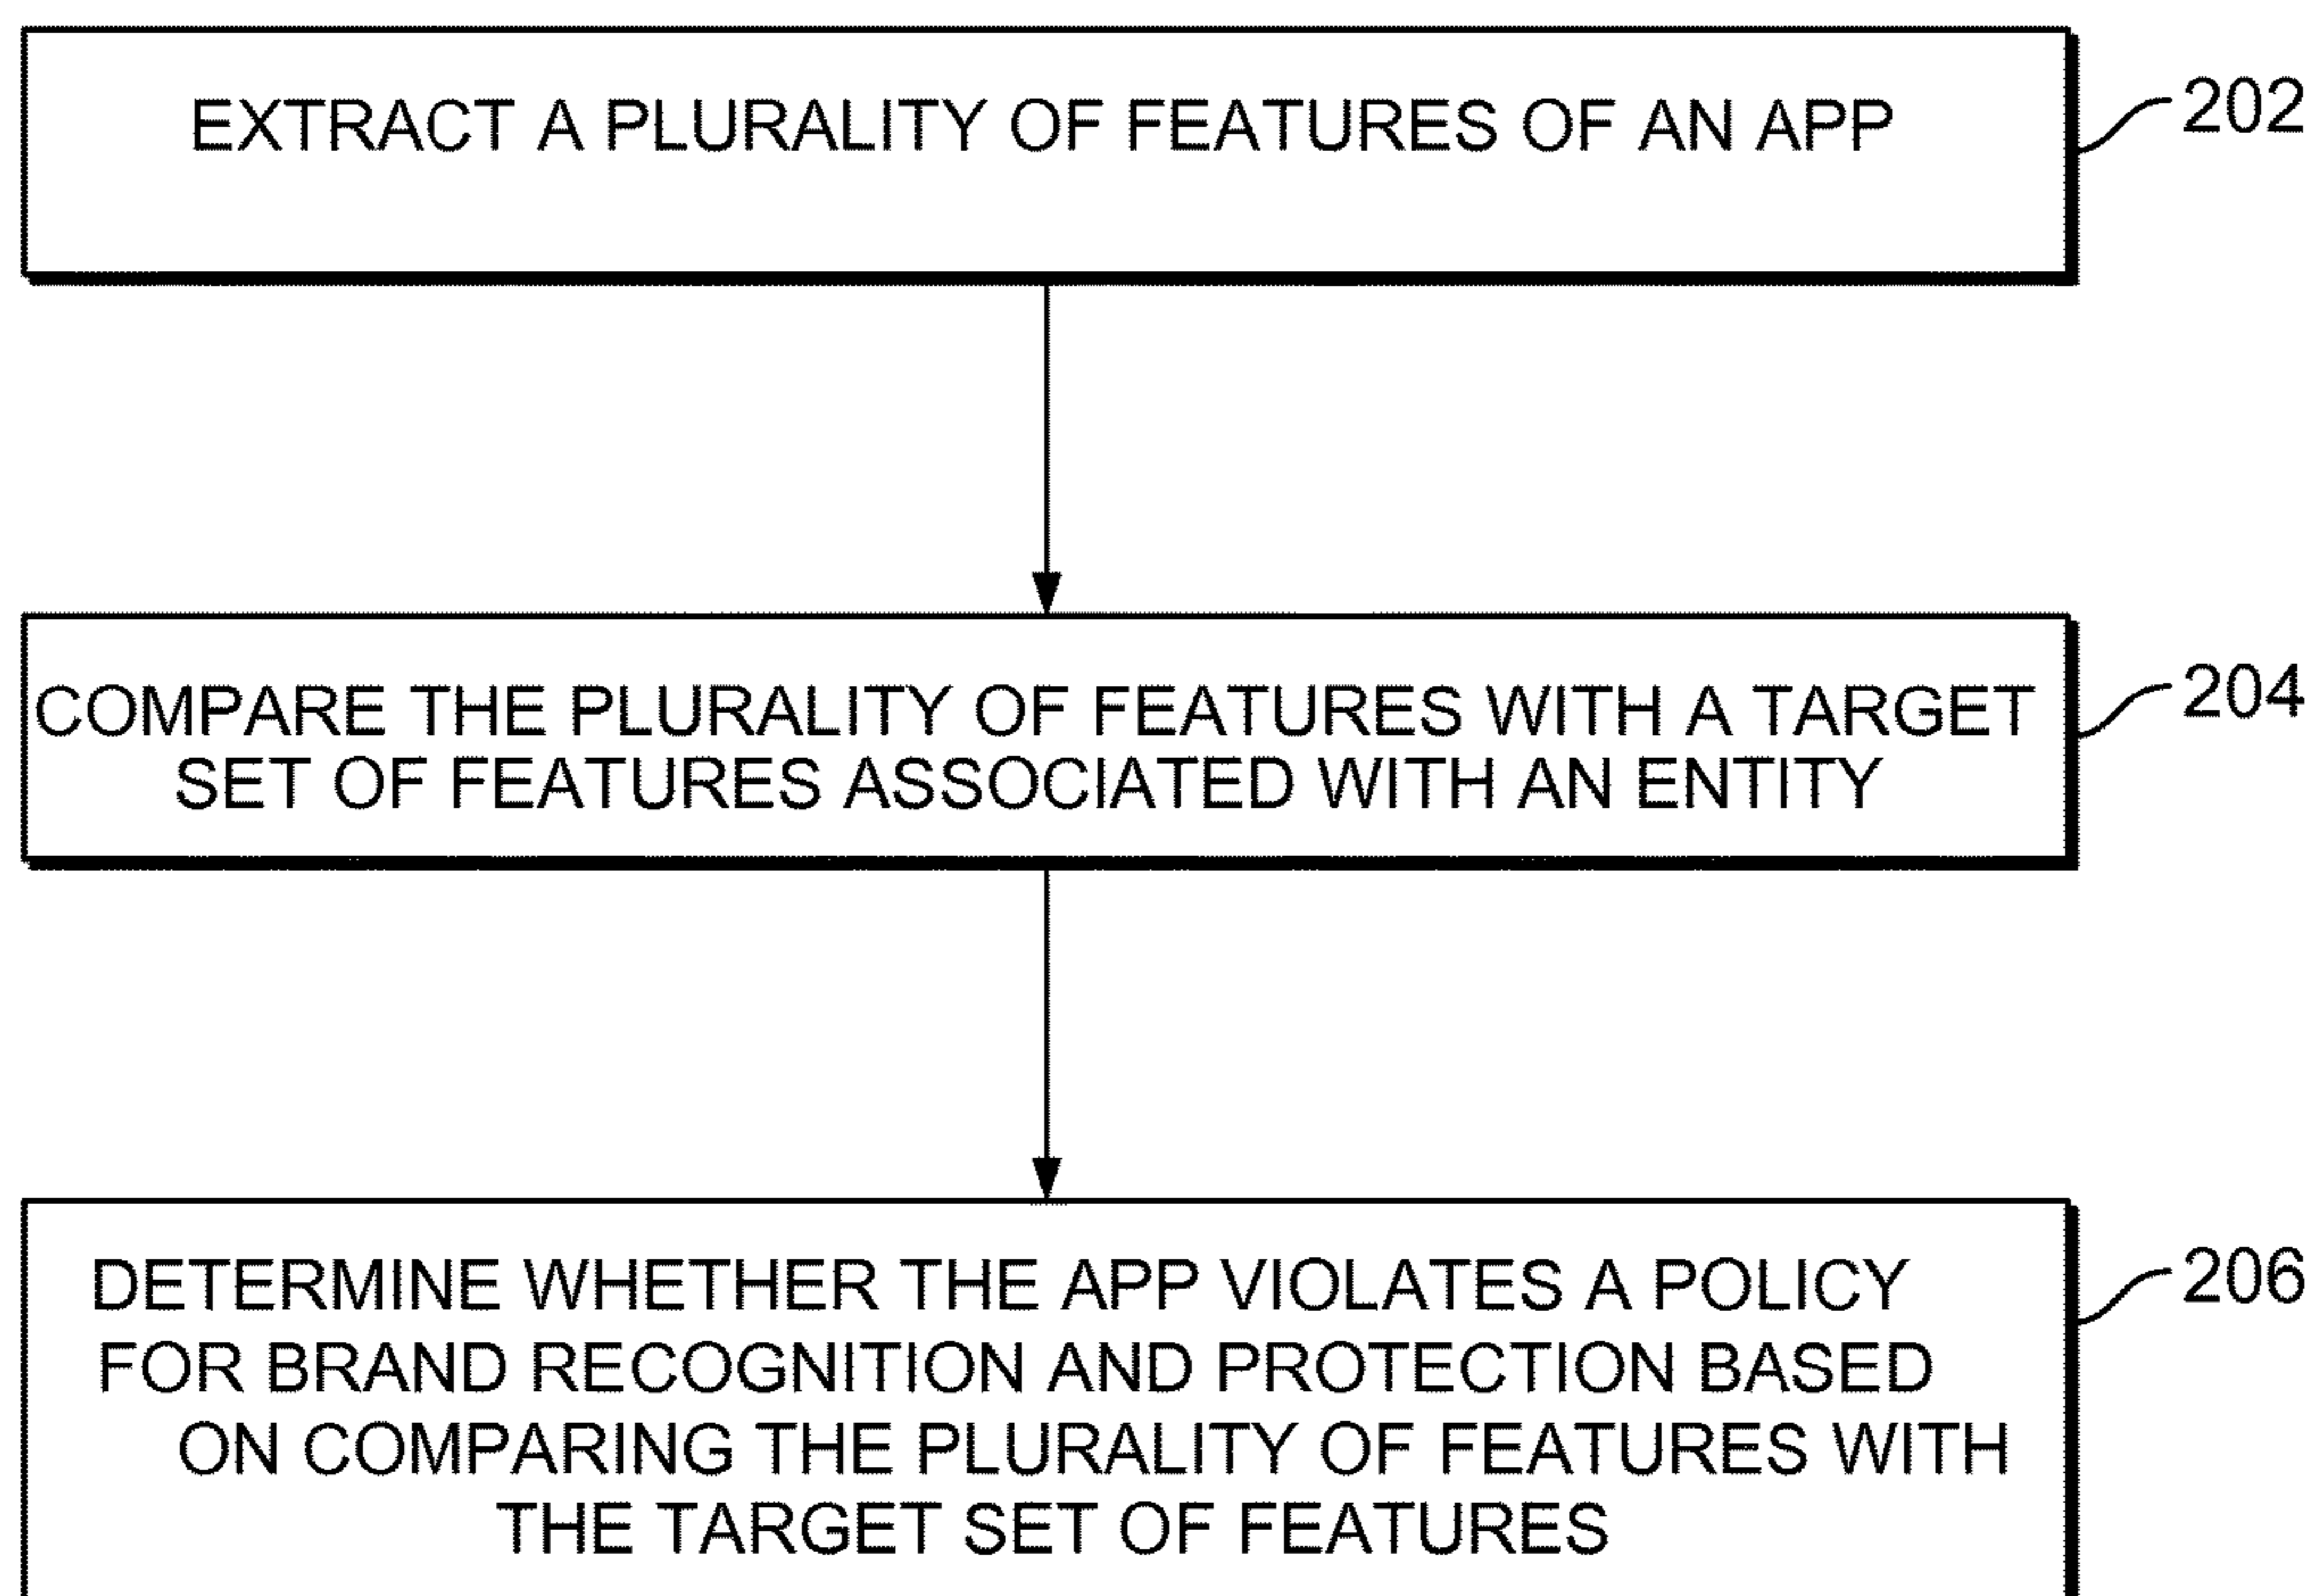 EXTRACT A PLURALITY OF FEATURES OF AN APP
202
COMPARE THE PLURALITY OF FEATURES WITH A TARGET
SET OF FEATURES ASSOCIATED WITH AN ENTITY
204
DETERMINE WHETHER THE APP VIOLATES A POLICY
FOR BRAND RECOGNITION AND PROTECTION BASED
ON COMPARING THE PLURALITY OF FEATURES WITH
THE TARGET SET OF FEATURES
206